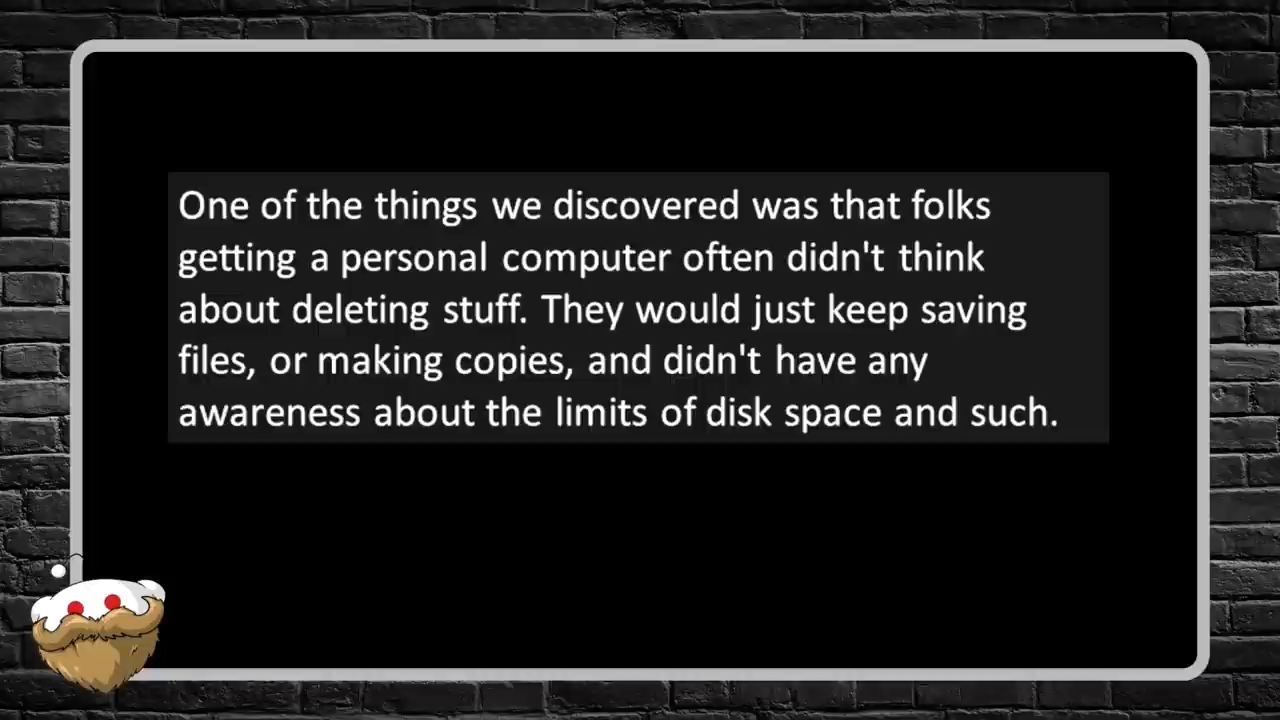 One of the things we discovered was that folks
getting a personal computer often didn't think
about deleting stuff. They would just keep saving
files, or making copies, and didn't have any
awareness about the limits of disk space and such.